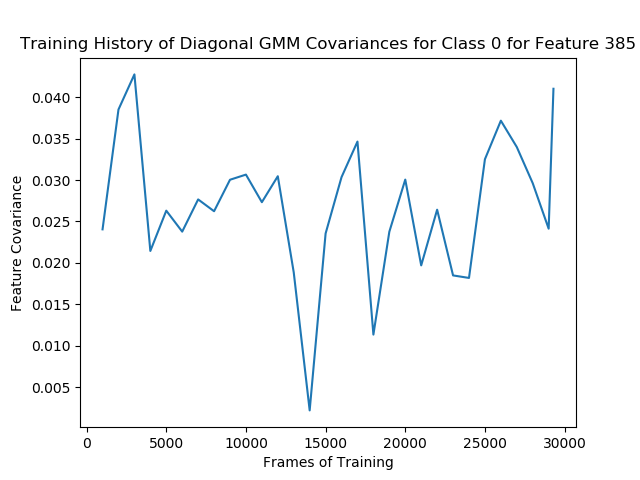 Training History of Diagonal GMM Covariances for Class 0 for Feature 385
0.040
0.035
0.030
0.025
0.020
0.015
0.010
0.005
Feature Covariance
0 5000 10000 15000 20000 25000 30000
Frames of Training